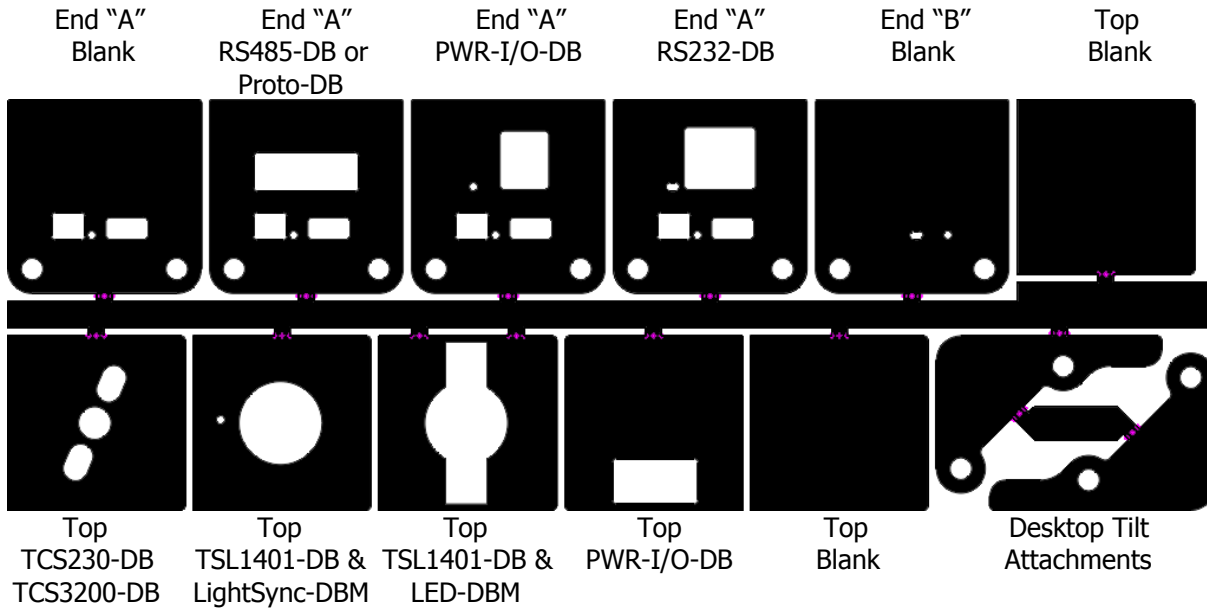 End “A”
Blank
End “A”
RS485-DB or
Proto-DB
End “A”
PWR-I/O-DB
End “A”
RS232-DB
End “B”
Blank
Top
Blank
Top
TCS230-DB
TCS3200-DB
Top
TSL1401-DB &
LightSync-DBM
Top
TSL1401-DB &
LED-DBM
Top
PWR-I/O-DB
Top
Blank
Desktop Tilt
Attachments